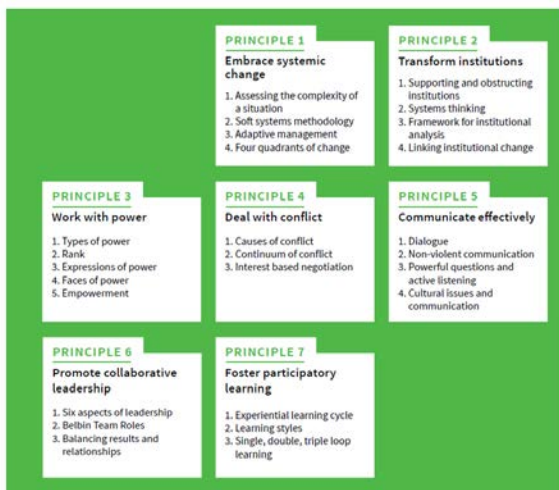 PRINCIPLE 1
Embrace systemic
change
1. Assessing the complexity of
a situation
2. Soft systems methodology
3. Adaptive management
4. Four quadrants of change
PRINCIPLE 2
Transform institutions
1. Supporting and obstructing
institutions
2. Systems thinking
3. Framework for institutional
analysis
4. Linking institutional change
PRINCIPLE 3
Work with power
1. Types of power
2. Rank
3. Expressions of power
4. Faces of power
5. Empowerment
PRINCIPLE 4
Deal with conflict
1. Causes of conflict
2. Continuum of conflict
3. Interest based negotiation
PRINCIPLE 5
Communicate effectively
1. Dialogue
2. Non-violent communication
3. Powerful questions and
active listening
4. Cultural issues and
communication
PRINCIPLE 6
Promote collaborative
leadership
1. Six aspects of leadership
2. Belbin Team Roles
3. Balancing results and
relationships
PRINCIPLE 7
Foster participatory
learning
1. Experiential learning cycle
2. Learning styles
3. Single, double, triple loop
learning